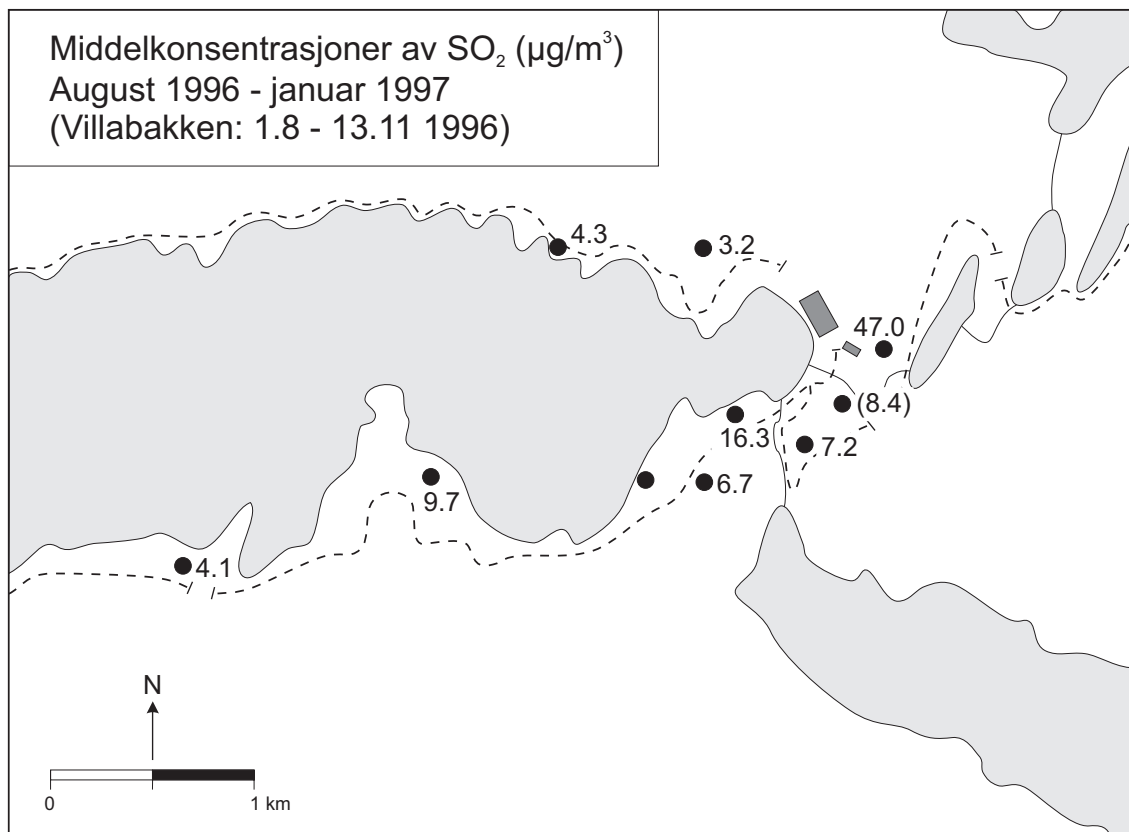 Middelkonsentrasjoner av SO₂ (µg/m³)
August 1996 - januar 1997
(Villabakken: 1.8 - 13.11 1996)
4.3
3.2
47.0
(8.4)
16.3
7.2
9.7
6.7
4.1
N
0
1 km